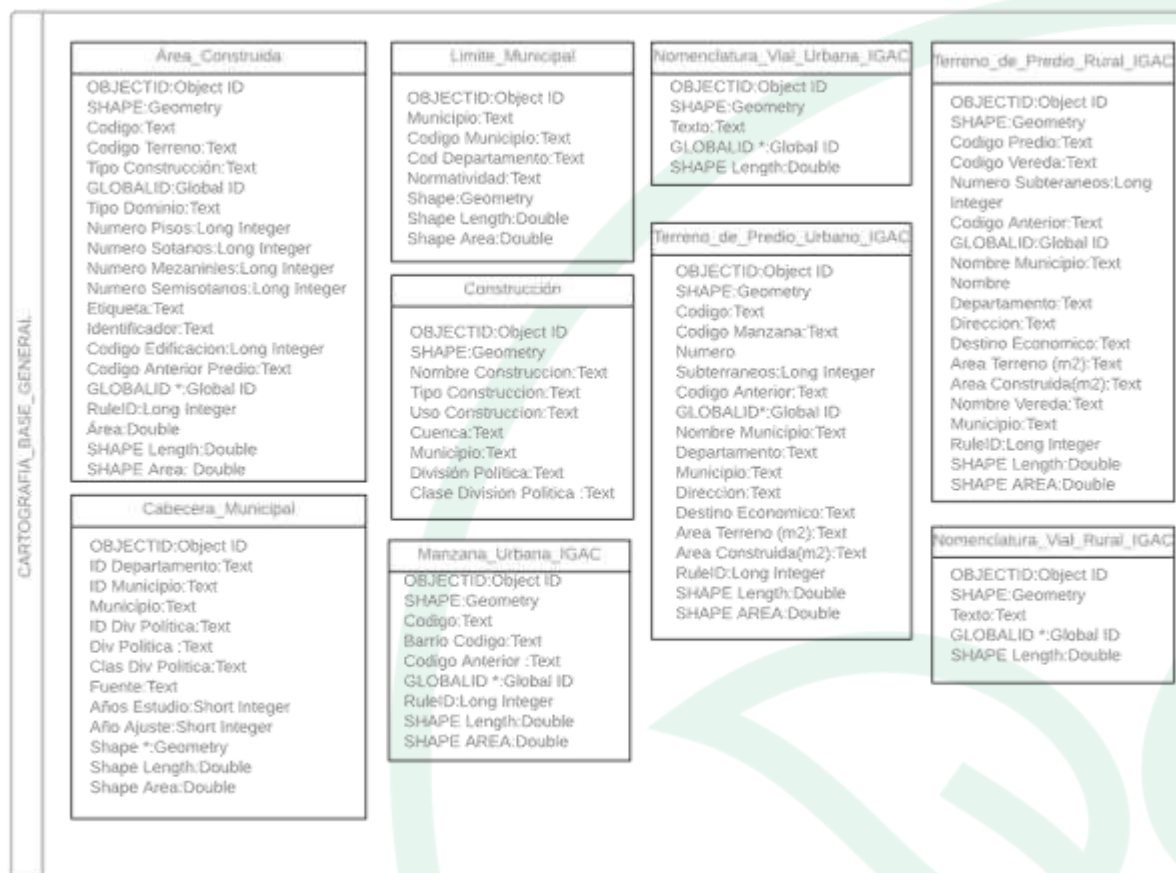 CARTOGRAFIA_BASE_GENERAL
Área_Construida
OBJECTID:Object ID
SHAPE:Geometry
Codigo:Text
Codigo Terreno:Text
Tipo Construcción:Text
GLOBALID:Global ID
Tipo Dominio:Text
Numero Pisos:Long Integer
Numero Sotanos:Long Integer
Numero Mezaninies:Long Integer
Numero Semisotanos:Long Integer
Etiqueta:Text
Identificador:Text
Codigo Edificacion:Long Integer
Codigo Anterior Predio:Text
GLOBALID *:Global ID
RuleID:Long Integer
Área:Double
SHAPE Length:Double
SHAPE Area: Double
Cabecera_Municipal
OBJECTID:Object ID
ID Departamento:Text
ID Municipio:Text
Municipio:Text
ID Div Política:Text
Div Politica :Text
Clas Div Politica:Text
Fuente:Text
Años Estudio:Short Integer
Año Ajuste:Short Integer
Shape *:Geometry
Shape Length:Double
Shape Area:Double
Limite_Municipal
OBJECTID:Object ID
Municipio:Text
Codigo Municipio:Text
Cod Departamento:Text
Normatividad:Text
Shape:Geometry
Shape Length:Double
Shape Area:Double
Construcción
OBJECTID:Object ID
SHAPE:Geometry
Nombre Construccion:Text
Tipo Construccion:Text
Uso Construccion:Text
Cuenca:Text
Municipio:Text
División Política:Text
Clase Division Politica :Text
Manzana_Urbana_IGAC
OBJECTID:Object ID
SHAPE:Geometry
Codigo:Text
Barrio Codigo:Text
Codigo Anterior :Text
GLOBALID *:Global ID
RuleID:Long Integer
SHAPE Length:Double
SHAPE AREA:Double
Nomenclatura_Vial_Urbana_IGAC
OBJECTID:Object ID
SHAPE:Geometry
Texto:Text
GLOBALID *:Global ID
SHAPE Length:Double
Terreno_de_Predio_Urbano_IGAC
OBJECTID:Object ID
SHAPE:Geometry
Codigo:Text
Codigo Manzana:Text
Numero
Subterraneos:Long Integer
Codigo Anterior:Text
GLOBALID*:Global ID
Nombre Municipio:Text
Departamento:Text
Municipio:Text
Direccion:Text
Destino Economico:Text
Area Terreno (m2):Text
Area Construida(m2):Text
RuleID:Long Integer
SHAPE Length:Double
SHAPE AREA:Double
Terreno_de_Predio_Rural_IGAC
OBJECTID:Object ID
SHAPE:Geometry
Codigo Predio:Text
Codigo Vereda:Text
Numero Subteraneos:Long
Integer
Codigo Anterior:Text
GLOBALID:Global ID
Nombre Municipio:Text
Nombre
Departamento:Text
Direccion:Text
Destino Economico:Text
Area Terreno (m2):Text
Area Construida(m2):Text
Nombre Vereda:Text
Municipio:Text
RuleID:Long Integer
SHAPE Length:Double
SHAPE AREA:Double
Nomenclatura_Vial_Rural_IGAC
OBJECTID:Object ID
SHAPE:Geometry
Texto:Text
GLOBALID *:Global ID
SHAPE Length:Double